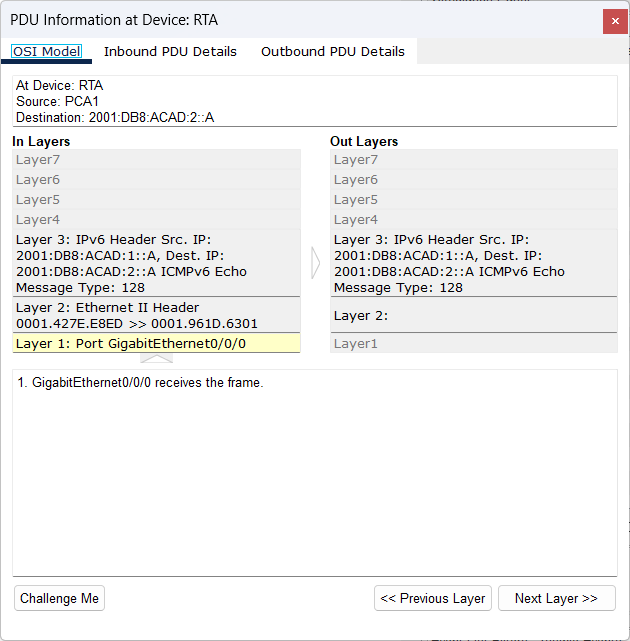 PDU Information at Device: RTA
OSI Model Inbound PDU Details Outbound PDU Details
At Device: RTA
Source: PCA1
Destination: 2001:DB8:ACAD:2::A
In Layers
Layer7
Layer6
Layer5
Layer4
Layer 3: IPv6 Header Src. IP:
2001:DB8:ACAD:1::A, Dest. IP:
2001:DB8:ACAD:2::A ICMPv6 Echo
Message Type: 128
Layer 2: Ethernet II Header
0001.427E.E8ED >> 0001.961D.6301
Layer 1: Port GigabitEthernet0/0/0
Out Layers
Layer7
Layer6
Layer5
Layer4
Layer 3: IPv6 Header Src. IP:
2001:DB8:ACAD:1::A, Dest. IP:
2001:DB8:ACAD:2::A ICMPv6 Echo
Message Type: 128
Layer 2:
Layer1
1. GigabitEthernet0/0/0 receives the frame.
Challenge Me
<< Previous Layer
Next Layer >>